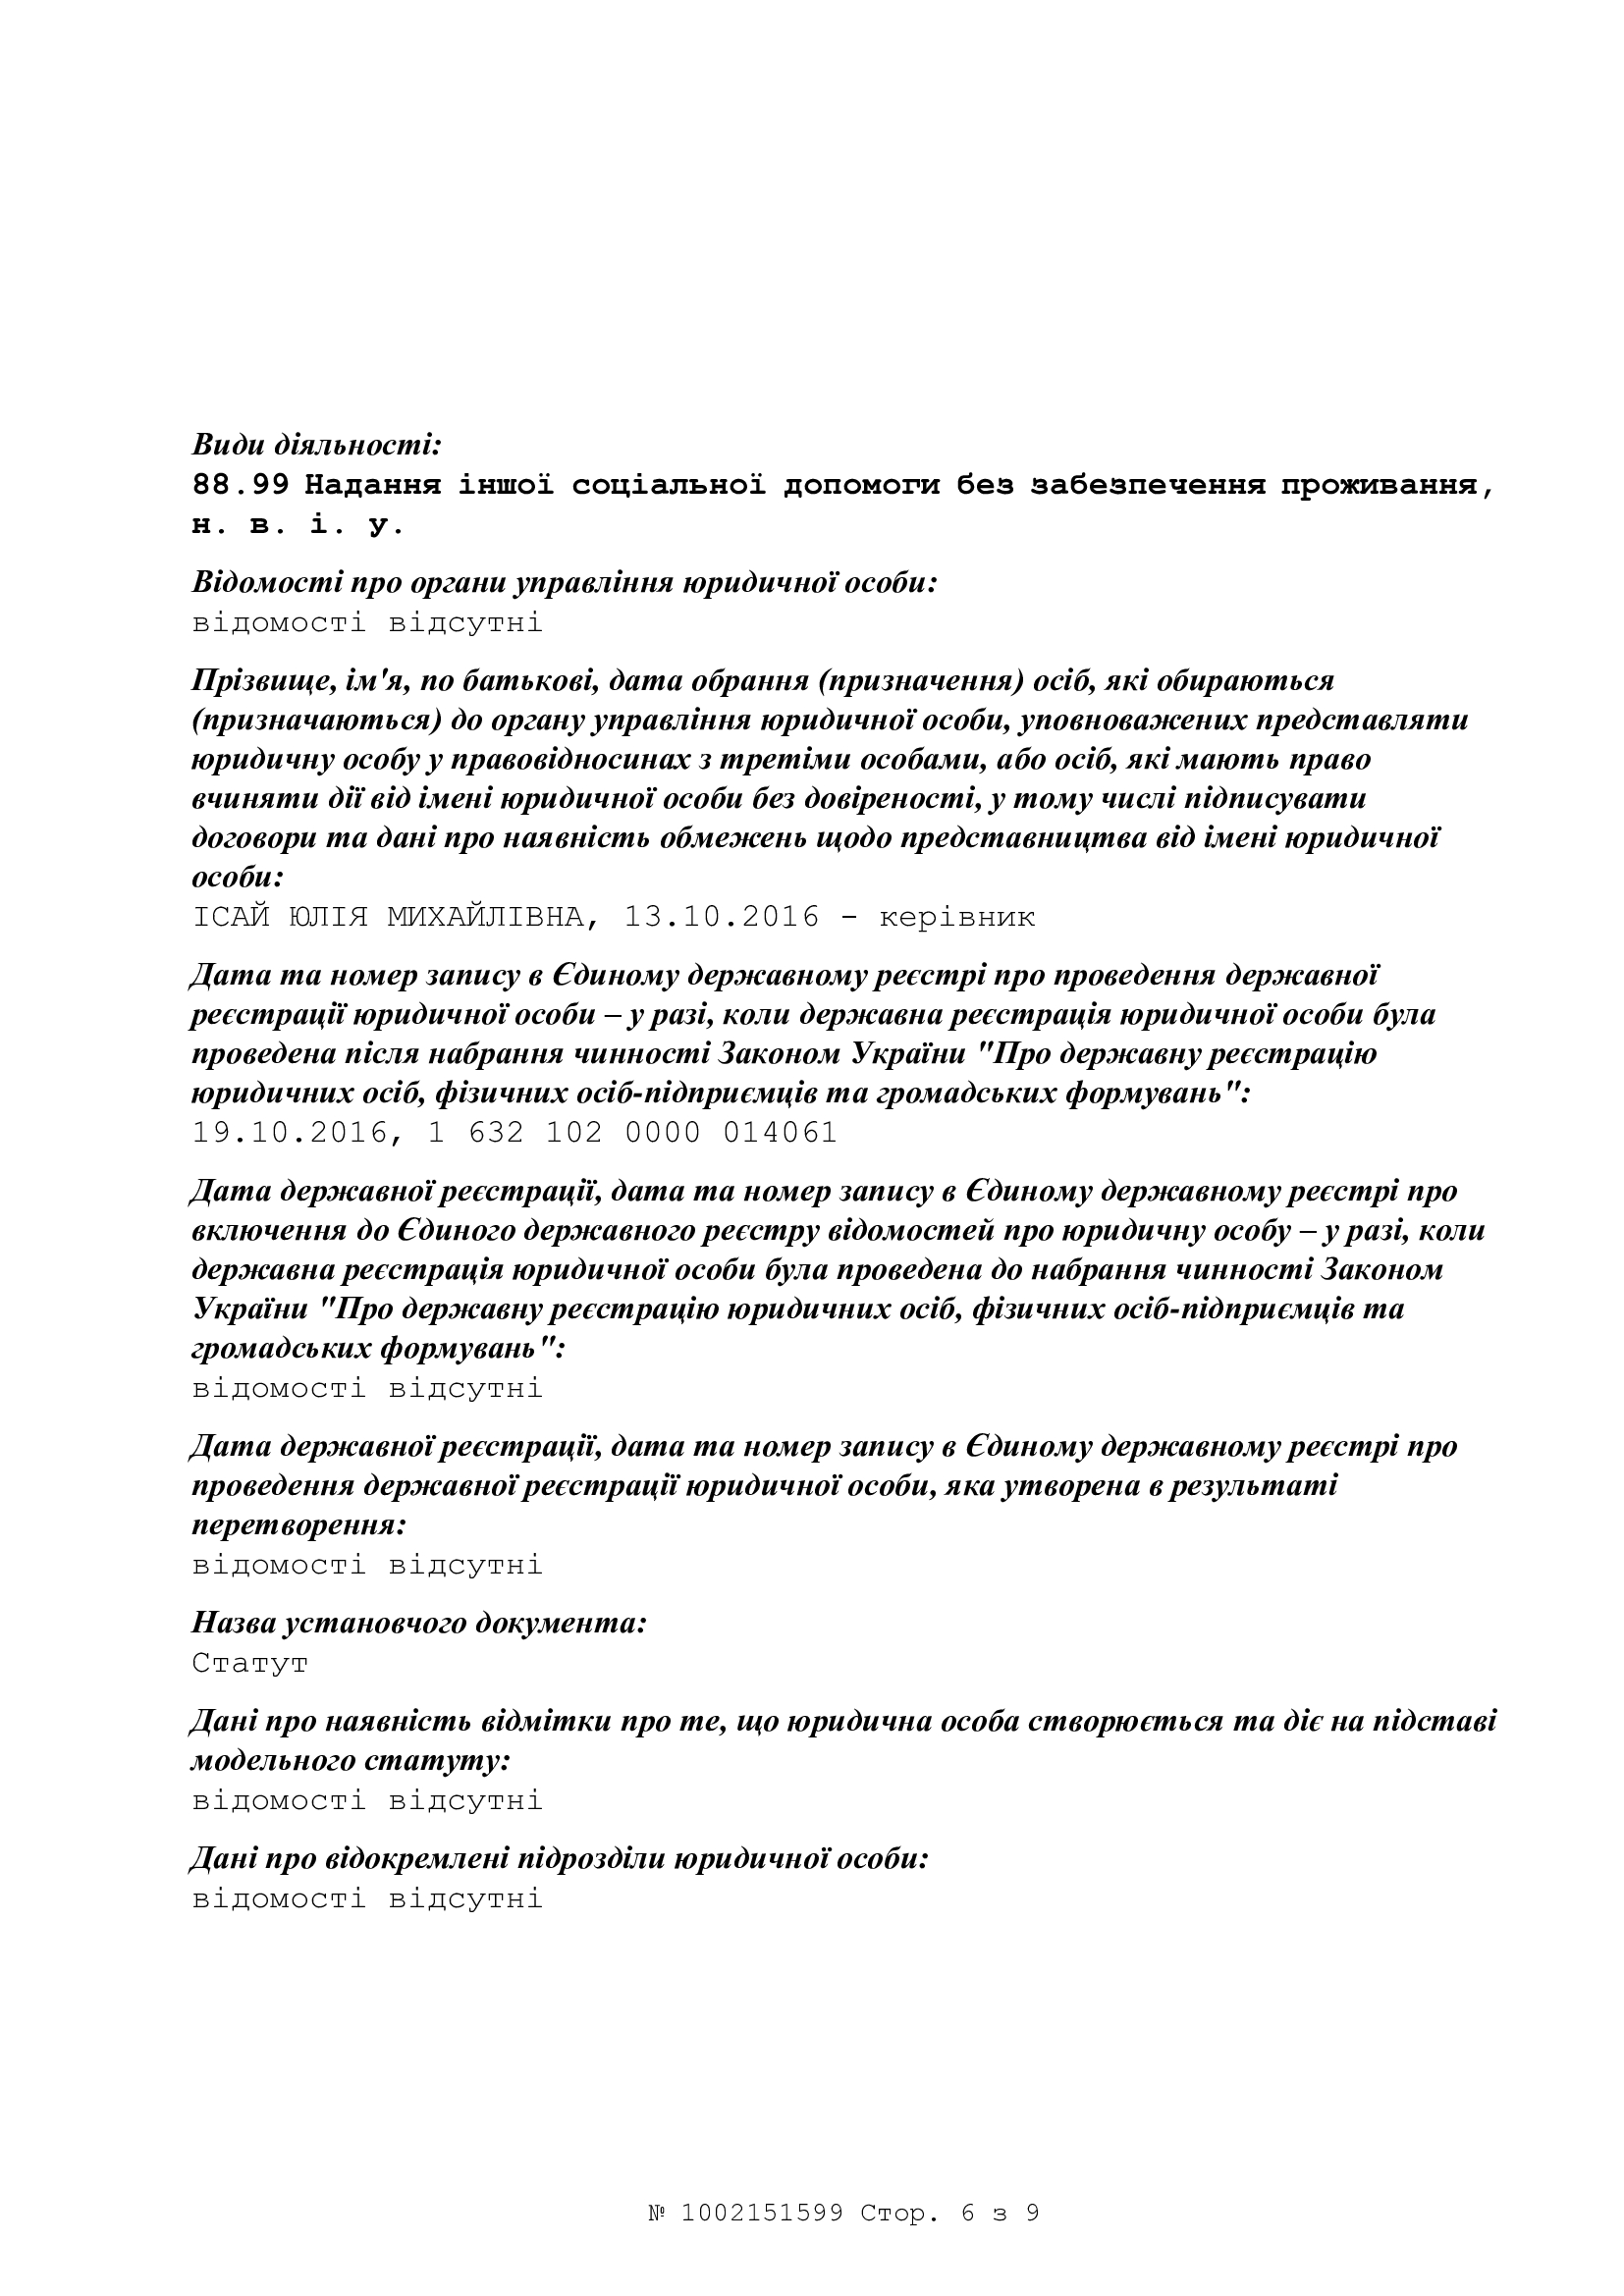 Види діяльності:
88.99 Надання іншої соціальної допомоги без забезпечення проживання,
н. в. і. у.
Відомості про органи управління юридичної особи:
відомості відсутні
Прізвище, ім'я, по батькові, дата обрання (призначення) осіб, які обираються
(призначаються) до органу управління юридичної особи, уповноважених представляти
юридичну особу у правовідносинах з третіми особами, або осіб, які мають право
вчиняти дії від імені юридичної особи без довіреності, у тому числі підписувати
договори та дані про наявність обмежень щодо представництва від імені юридичної
особи:
ІСАЙ ЮЛІЯ МИХАЙЛІВНА, 13.10.2016 - керівник
Дата та номер запису в Єдиному державному реєстрі про проведення державної
реєстрації юридичної особи – у разі, коли державна реєстрація юридичної особи була
проведена після набрання чинності Законом України "Про державну реєстрацію
юридичних осіб, фізичних осіб-підприємців та громадських формувань":
19.10.2016, 1 632 102 0000 014061
Дата державної реєстрації, дата та номер запису в Єдиному державному реєстрі про
включення до Єдиного державного реєстру відомостей про юридичну особу – у разі, коли
державна реєстрація юридичної особи була проведена до набрання чинності Законом
України "Про державну реєстрацію юридичних осіб, фізичних осіб-підприємців та
громадських формувань":
відомості відсутні
Дата державної реєстрації, дата та номер запису в Єдиному державному реєстрі про
проведення державної реєстрації юридичної особи, яка утворена в результаті
перетворення:
відомості відсутні
Назва установчого документа:
Статут
Дані про наявність відмітки про те, що юридична особа створюється та діє на підставі
модельного статуту:
відомості відсутні
Дані про відокремлені підрозділи юридичної особи:
відомості відсутні
№ 1002151599 Стор. 6 з 9